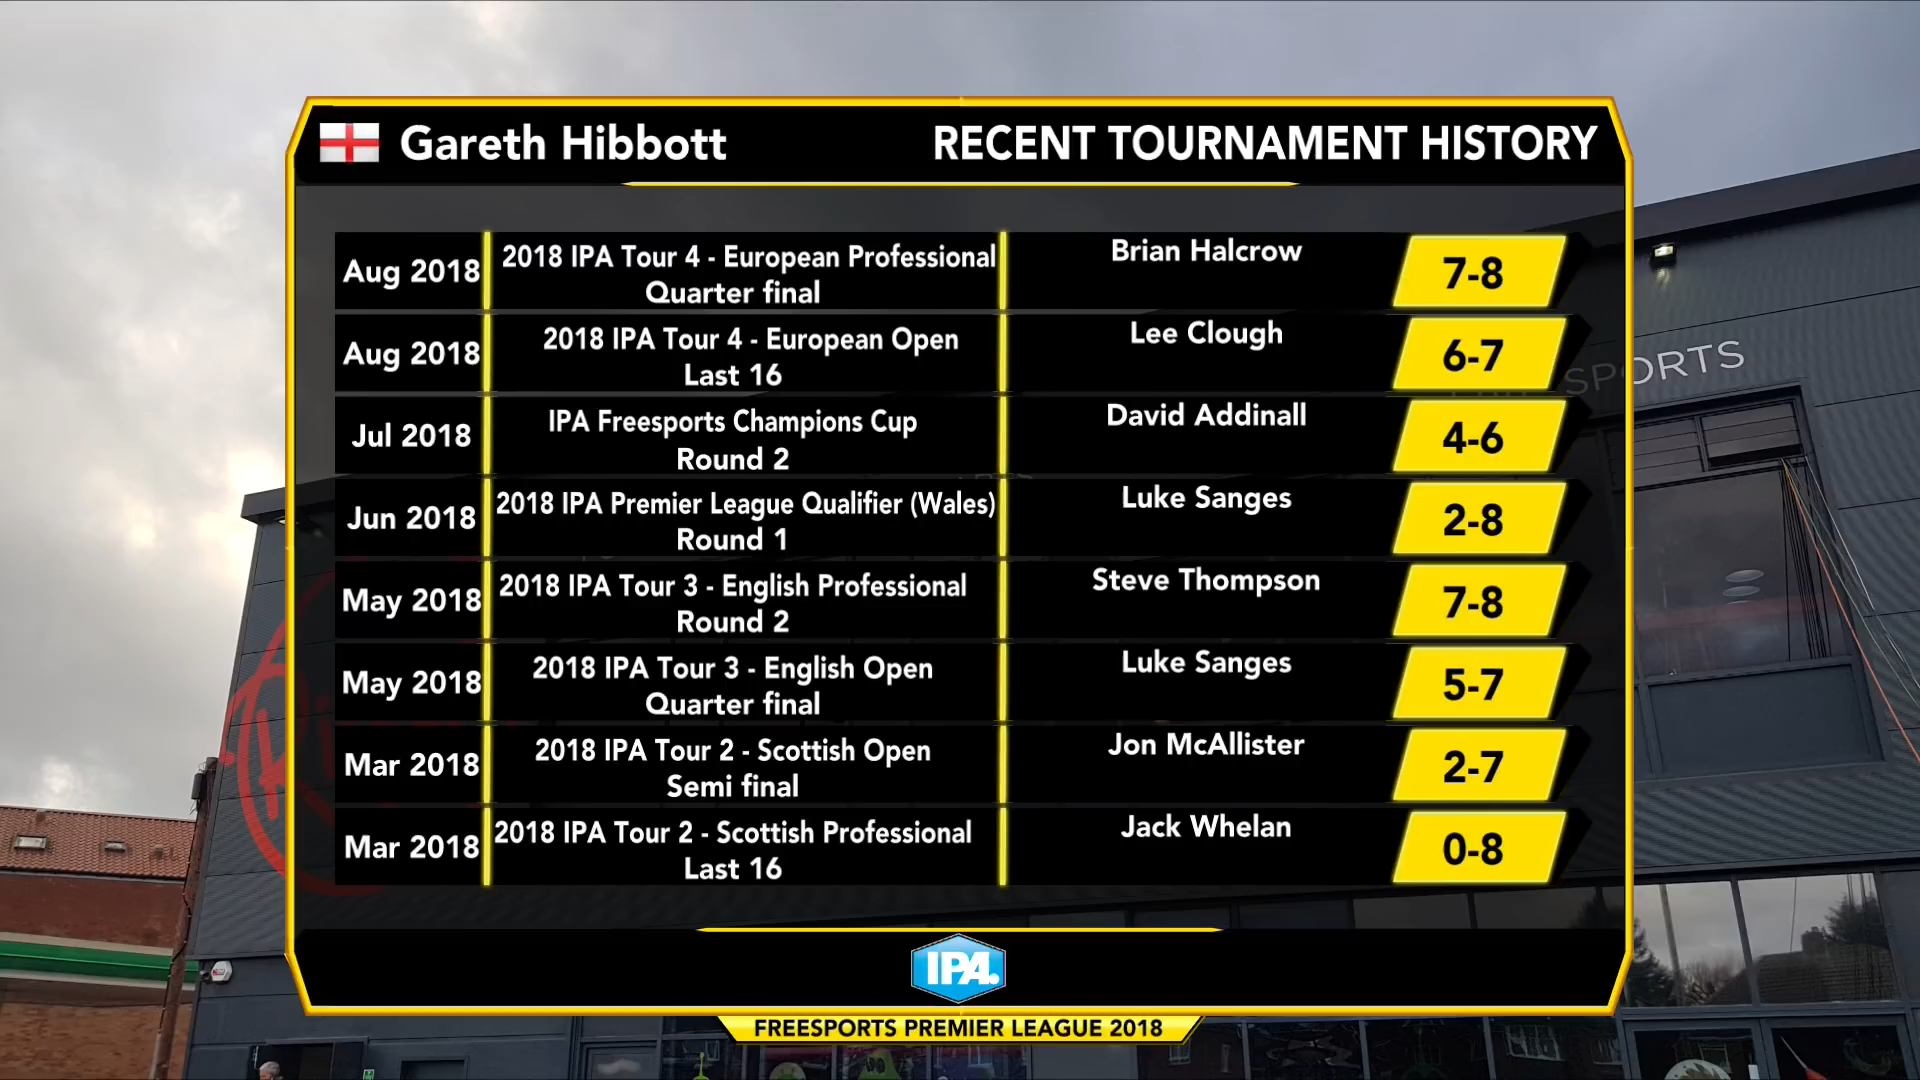 Gareth Hibbott
RECENT TOURNAMENT HISTORY
Aug 2018
2018 IPA Tour 4 - European Professional
Quarter final
Brian Halcrow
7-8
Aug 2018
2018 IPA Tour 4 - European Open
Last 16
Lee Clough
6-7
Jul 2018
IPA Freesports Champions Cup
Round 2
David Addinall
4-6
Jun 2018
2018 IPA Premier League Qualifier (Wales)
Round 1
Luke Sanges
2-8
May 2018
2018 IPA Tour 3 - English Professional
Round 2
Steve Thompson
7-8
May 2018
2018 IPA Tour 3 - English Open
Quarter final
Luke Sanges
5-7
Mar 2018
2018 IPA Tour 2 - Scottish Open
Semi final
Jon McAllister
2-7
Mar 2018
2018 IPA Tour 2 - Scottish Professional
Last 16
Jack Whelan
0-8
SPORTS
IPA.
FREESPORTS PREMIER LEAGUE 2018